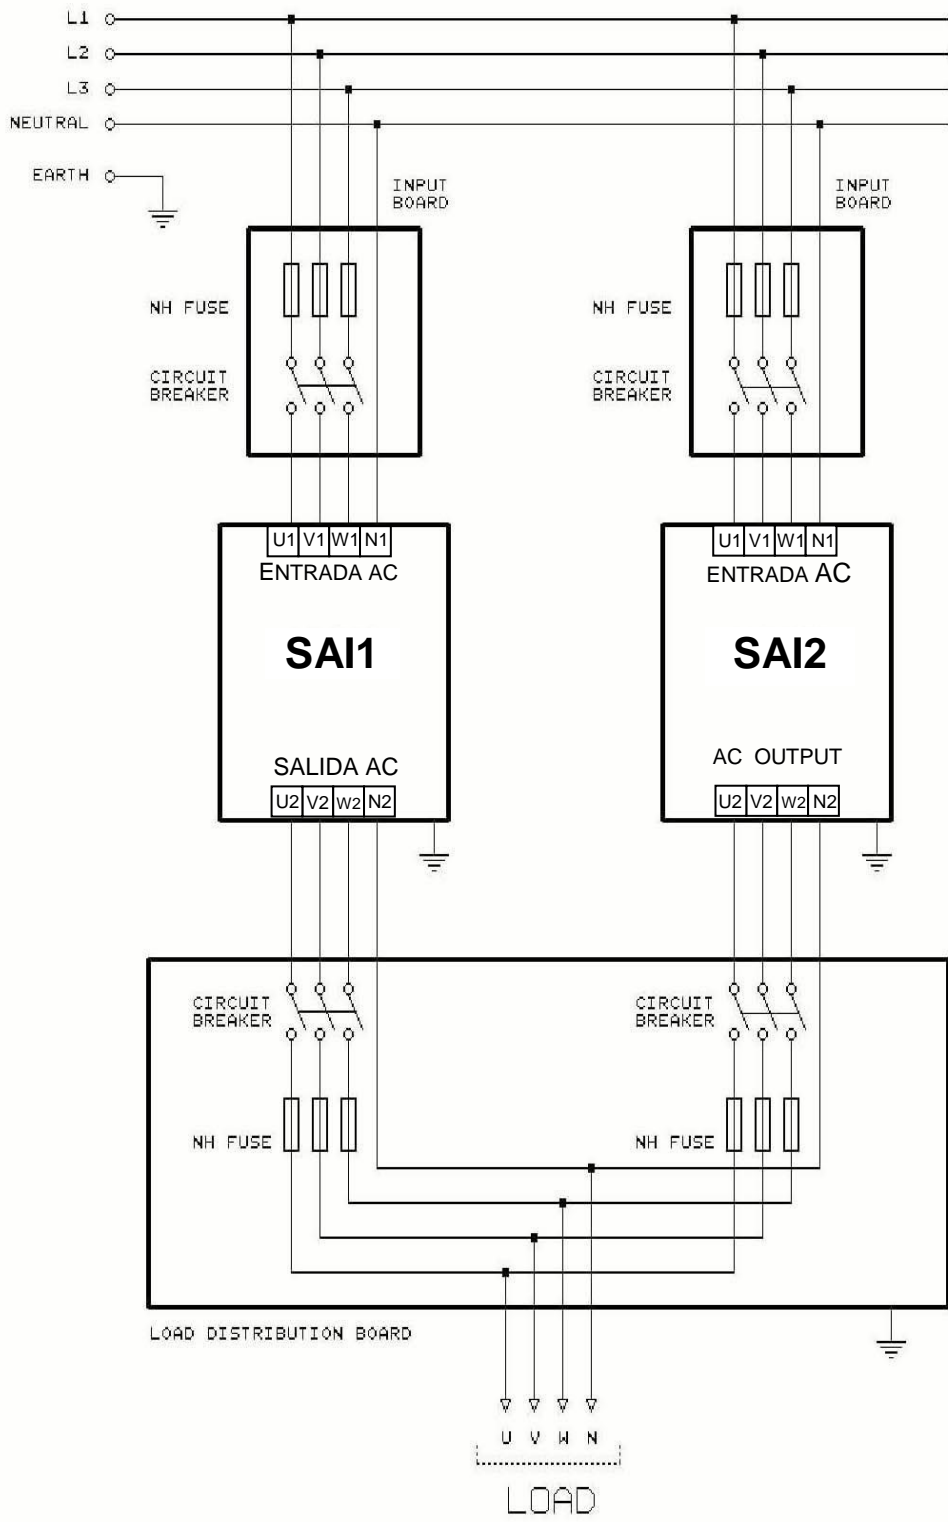 L1
L2
L3
NEUTRAL
EARTH
INPUT
BOARD
INPUT
BOARD
NH FUSE
NH FUSE
CIRCUIT
BREAKER
CIRCUIT
BREAKER
U1 V1 W1 N1
ENTRADA AC
U1 V1 W1 N1
ENTRADA AC
SAI1
SAI2
SALIDA AC
U2 V2 W2 N2
AC OUTPUT
U2 V2 W2 N2
CIRCUIT
BREAKER
CIRCUIT
BREAKER
NH FUSE
NH FUSE
LOAD DISTRIBUTION BOARD
U V W N
LOAD